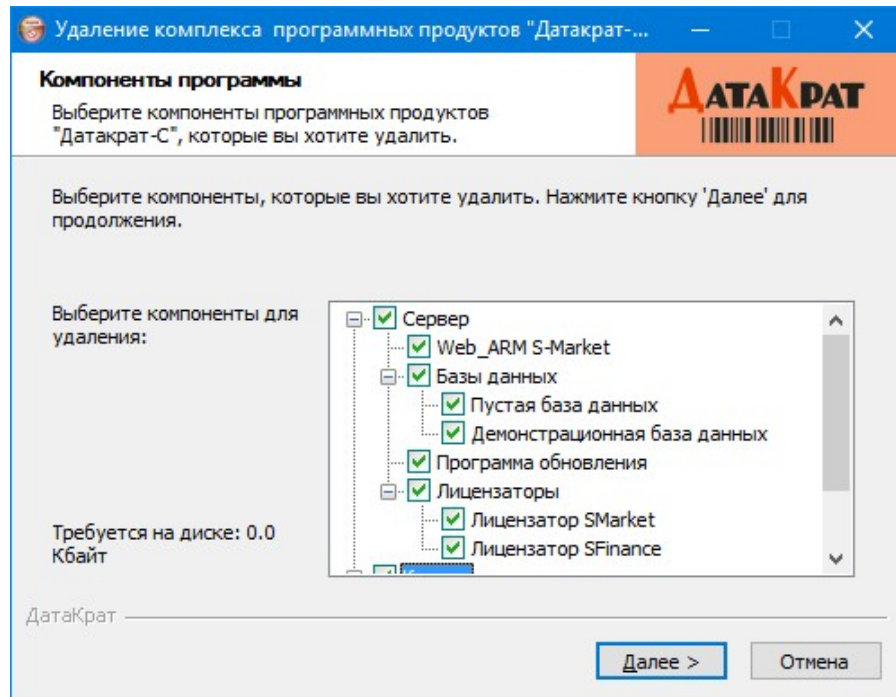 Удаление комплекса программных продуктов "Датакрат-...
Компоненты программы
Выберите компоненты программных продуктов
"Датакрат-С", которые вы хотите удалить.
ДАТАКРАТ
Выберите компоненты, которые вы хотите удалить. Нажмите кнопку 'Далее' для
продолжения.
Выберите компоненты для
удаления:
Сервер
Web_ARM S-Market
Базы данных
Пустая база данных
Демонстрационная база данных
Программа обновления
Лицензаторы
Лицензатор SMarket
Лицензатор SFinance
Требуется на диске: 0.0
Кбайт
ДатаКрат
Далее >
Отмена